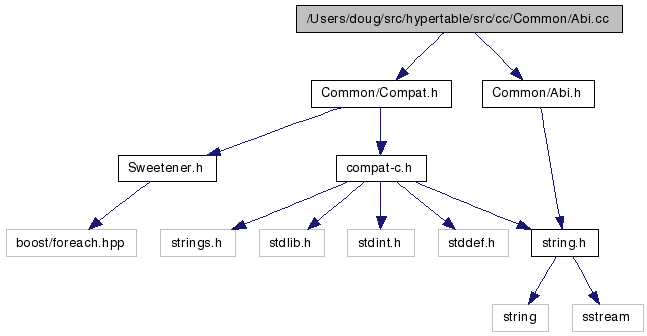 /Users/doug/src/hypertable/src/cc/Common/Abi.cc
Common/Compat.h
Common/Abi.h
Sweetener.h
compat-c.h
boost/foreach.hpp
strings.h
stdlib.h
stdint.h
stddef.h
string.h
string
sstream